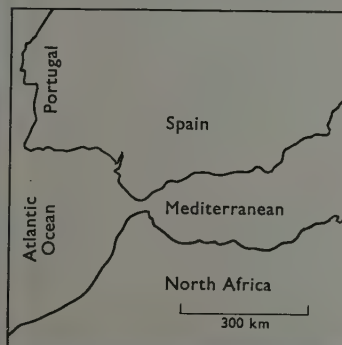 Portugal
Spain
Atlantic
Ocean
Mediterranean
North Africa
300 km